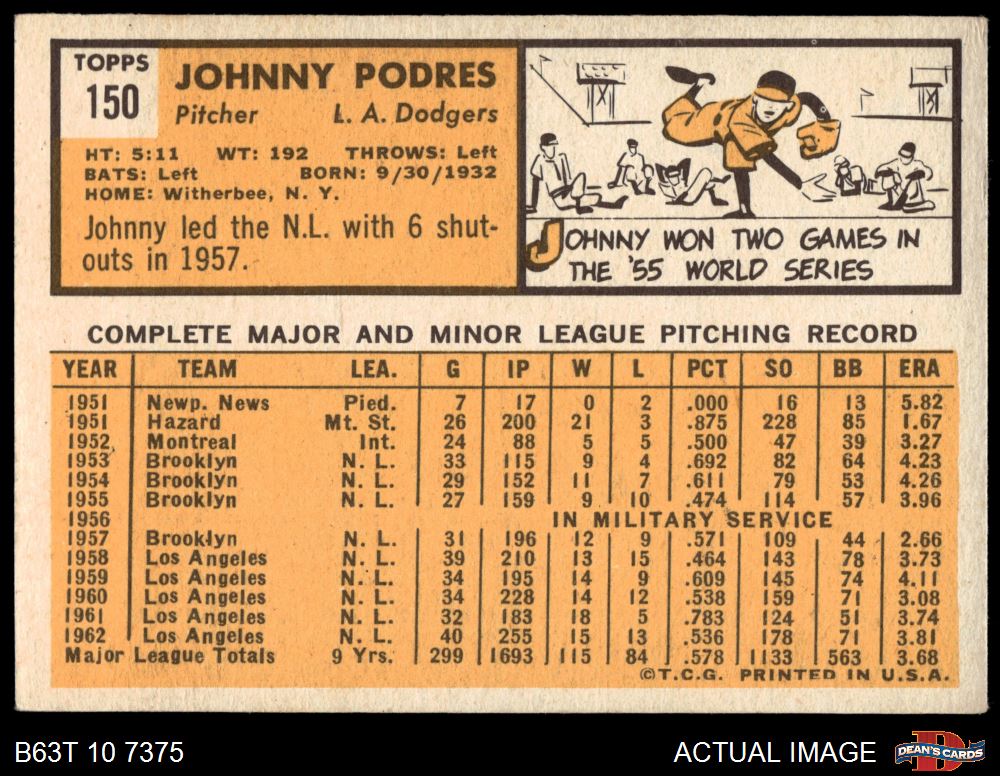 TOPPS
150
JOHNNY PODRES
Pitcher L. A. Dodgers
HT: 5:11 WT: 192 THROWS: Left
BATS: Left BORN: 9/30/1932
HOME: Witherbee, N. Y.
Johnny led the N.L. with 6 shut-
outs in 1957.
JOHNNY WON TWO GAMES IN
THE '55 WORLD SERIES
COMPLETE MAJOR AND MINOR LEAGUE PITCHING RECORD
YEAR TEAM LEA. G IP W L PCT SO BB ERA
1951 Newp. News Pied. 7 17 0 2 .000 16 13 5.82
1951 Hazard Mt. St. 26 200 21 3 .875 228 85 1.67
1952 Montreal Int. 24 88 5 5 .500 47 39 3.27
1953 Brooklyn N. L. 33 115 9 4 .692 82 64 4.23
1954 Brooklyn N. L. 29 152 11 7 .611 79 53 4.26
1955 Brooklyn N. L. 27 159 9 10 .474 114 57 3.96
1956 IN MILITARY SERVICE
1957 Brooklyn N. L. 31 196 12 9 .571 109 44 2.66
1958 Los Angeles N. L. 39 210 13 15 .464 143 78 3.73
1959 Los Angeles N. L. 34 195 14 9 .609 145 74 4.11
1960 Los Angeles N. L. 34 228 14 12 .538 159 71 3.08
1961 Los Angeles N. L. 32 183 18 5 .783 124 51 3.74
1962 Los Angeles N. L. 40 255 15 13 .536 178 71 3.81
Major League Totals 9 Yrs. 299 1693 115 84 .578 1133 563 3.68
©T.C.G. PRINTED IN U.S.A.
B63T 10 7375 ACTUAL IMAGE DEAN'S CARDS